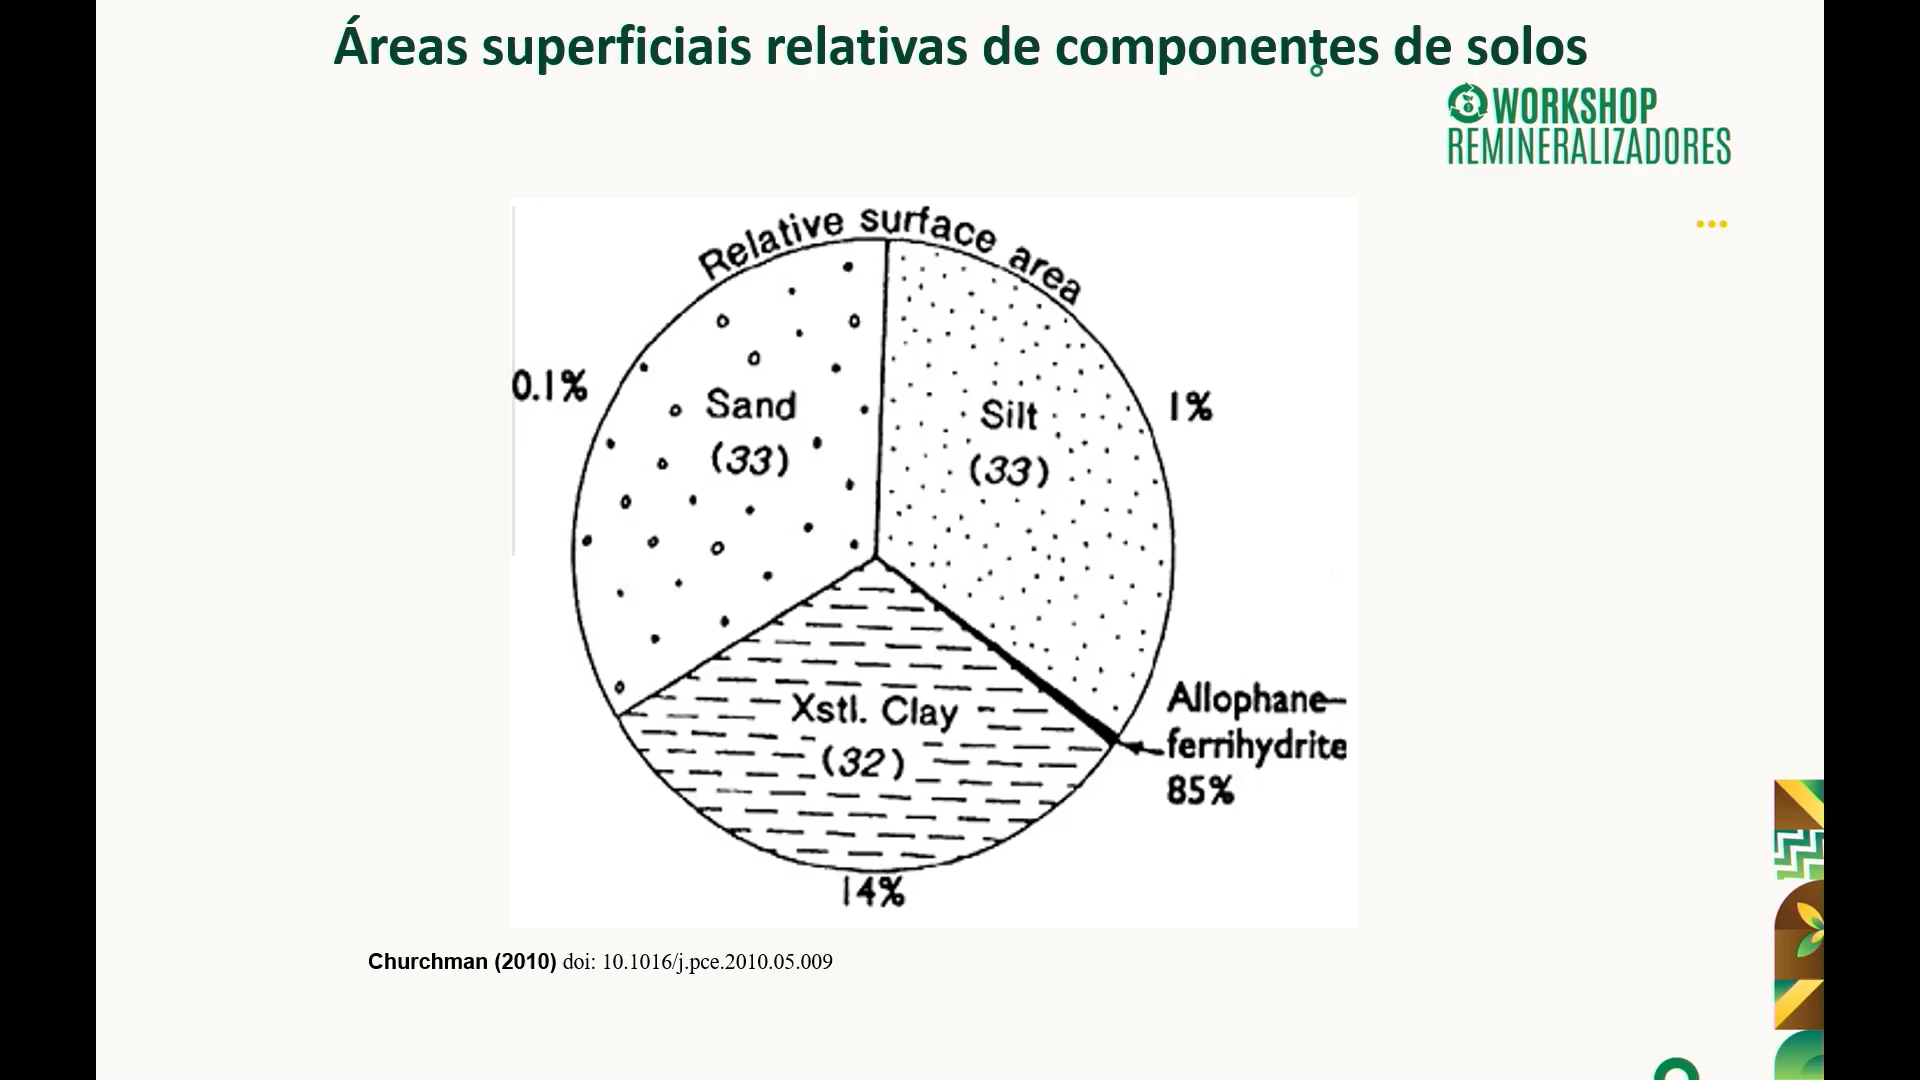 Áreas superficiais relativas de componentes de solos
WORKSHOP
REMINERALIZADORES
Relative surface area
0.1%
Sand
(33)
Silt
(33)
1%
Xstl. Clay
(32)
Allophane–
ferrihydrite
85%
14%
Churchman (2010) doi: 10.1016/j.pce.2010.05.009